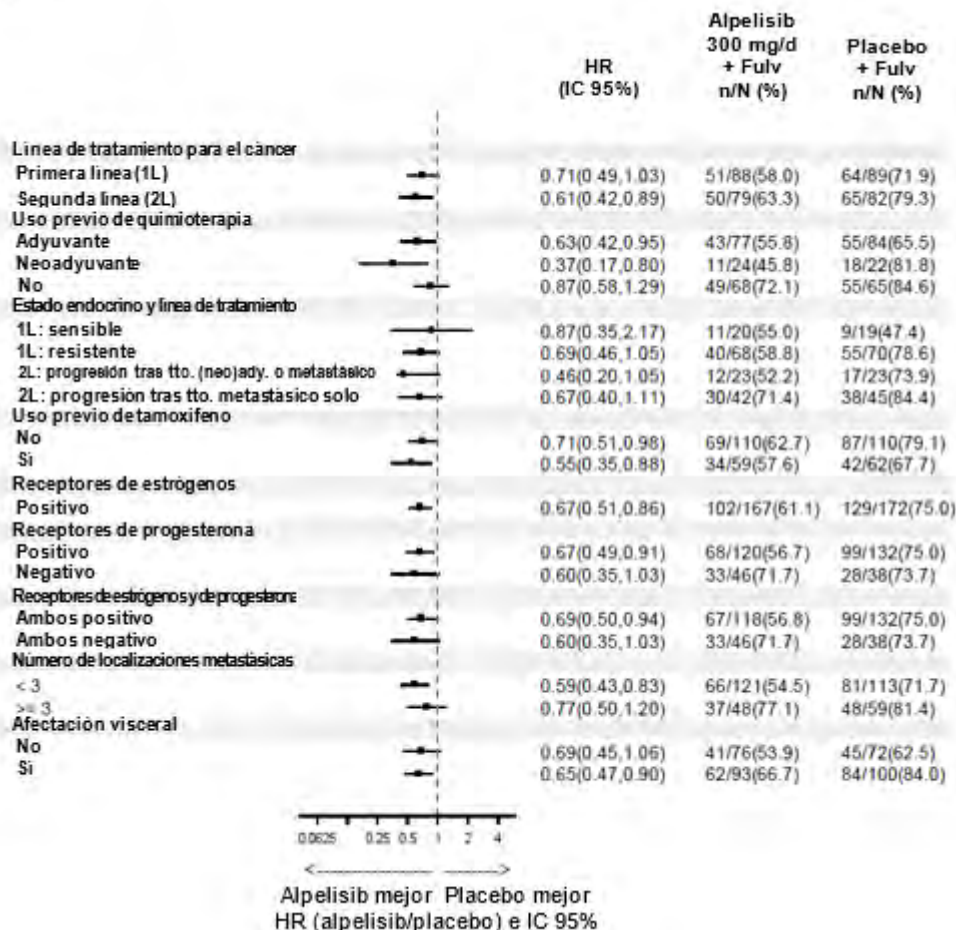 Alpelisib
300 mg/d Placebo
HR + Fulv + Fulv
(IC 95%) n/N (%) n/N (%)
Línea de tratamiento para el cáncer
Primera línea (1L) 0.71(0.49,1.03) 51/88(58.0) 64/89(71.9)
Segunda línea (2L) 0.61(0.42,0.89) 50/79(63.3) 65/82(79.3)
Uso previo de quimioterapia
Adyuvante 0.63(0.42,0.95) 43/77(55.8) 55/84(65.5)
Neoadyuvante 0.37(0.17,0.80) 11/24(45.8) 18/22(81.8)
No 0.87(0.58,1.29) 49/68(72.1) 55/65(84.6)
Estado endocrino y línea de tratamiento
1L: sensible 0.87(0.35,2.17) 11/20(55.0) 9/19(47.4)
1L: resistente 0.69(0.46,1.05) 40/68(58.8) 55/70(78.6)
2L: progresión tras tto. (neo)ady. o metastásico 0.46(0.20,1.05) 12/23(52.2) 17/23(73.9)
2L: progresión tras tto. metastásico solo 0.67(0.40,1.11) 30/42(71.4) 38/45(84.4)
Uso previo de tamoxifeno
No 0.71(0.51,0.98) 69/110(62.7) 87/110(79.1)
Sí 0.55(0.35,0.88) 34/59(57.6) 42/62(67.7)
Receptores de estrógenos
Positivo 0.67(0.51,0.86) 102/167(61.1) 129/172(75.0)
Receptores de progesterona
Positivo 0.67(0.49,0.91) 68/120(56.7) 99/132(75.0)
Negativo 0.60(0.35,1.03) 33/46(71.7) 28/38(73.7)
Receptores de estrógenos y de progesterona
Ambos positivo 0.69(0.50,0.94) 67/118(56.8) 99/132(75.0)
Ambos negativo 0.60(0.35,1.03) 33/46(71.7) 28/38(73.7)
Número de localizaciones metastásicas
< 3 0.59(0.43,0.83) 66/121(54.5) 81/113(71.7)
>= 3 0.77(0.50,1.20) 37/48(77.1) 48/59(81.4)
Afectación visceral
No 0.69(0.45,1.06) 41/76(53.9) 45/72(62.5)
Sí 0.65(0.47,0.90) 62/93(66.7) 84/100(84.0)
0.0625 0.25 0.5 1 2 4
Alpelisib mejor Placebo mejor
HR (alpelisib/placebo) e IC 95%